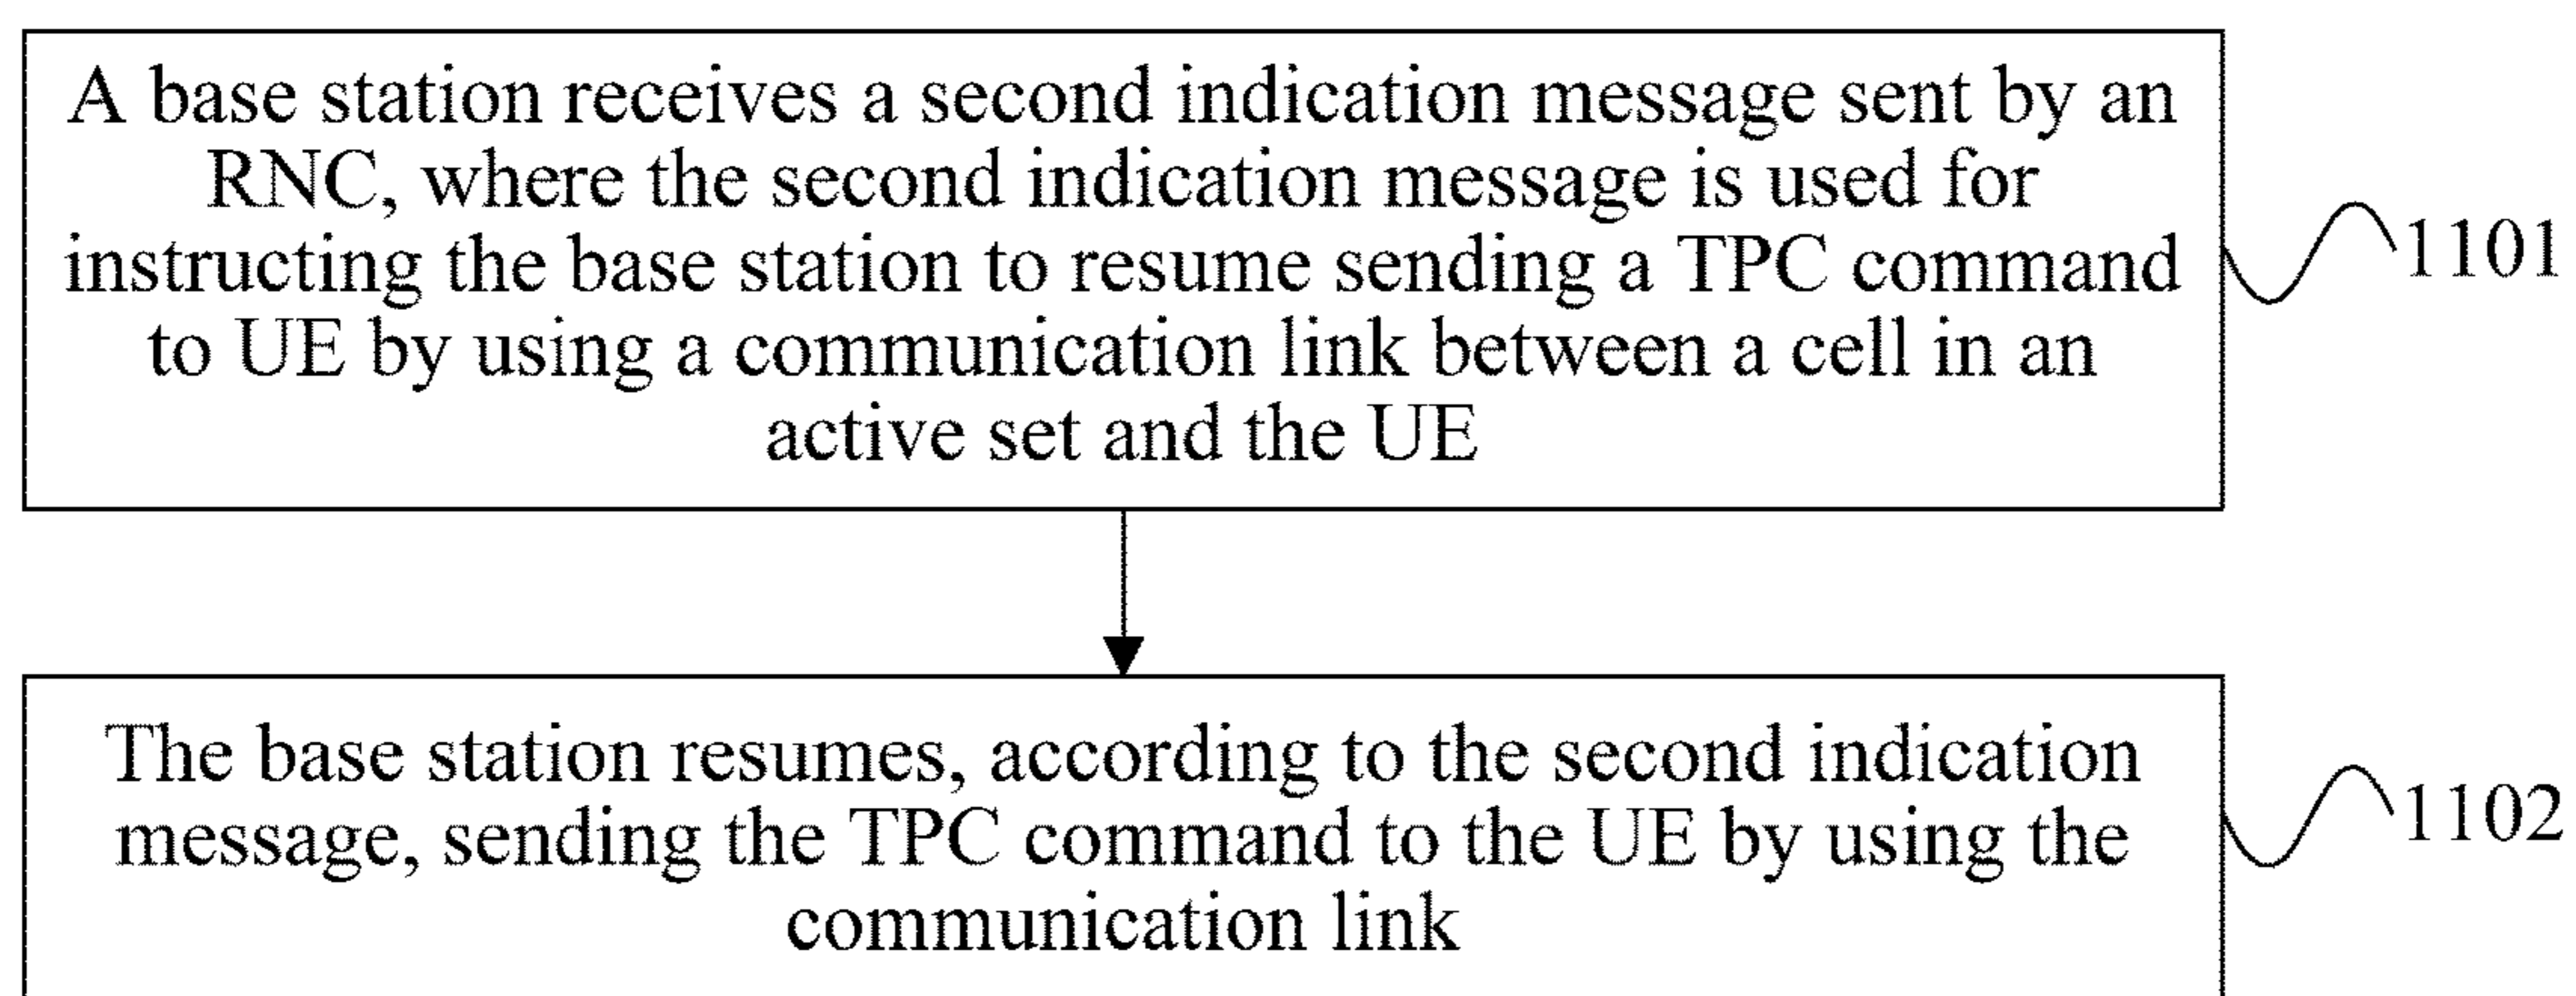 A base station receives a second indication message sent by an
RNC, where the second indication message is used for
instructing the base station to resume sending a TPC command
to UE by using a communication link between a cell in an
active set and the UE
1101
The base station resumes, according to the second indication
message, sending the TPC command to the UE by using the
communication link
1102